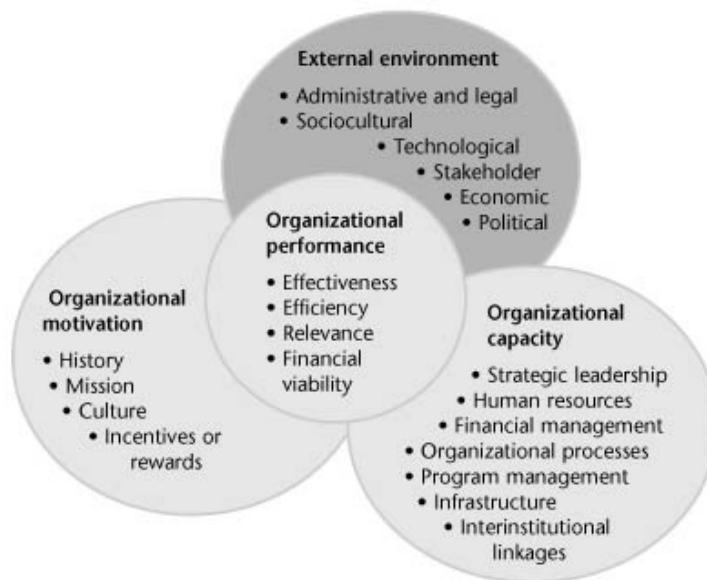 External environment
• Administrative and legal
• Sociocultural
• Technological
• Stakeholder
• Economic
• Political
Organizational
performance
• Effectiveness
• Efficiency
• Relevance
• Financial
viability
Organizational
motivation
• History
• Mission
• Culture
• Incentives or
rewards
Organizational
capacity
• Strategic leadership
• Human resources
• Financial management
• Organizational processes
• Program management
• Infrastructure
• Interinstitutional
linkages